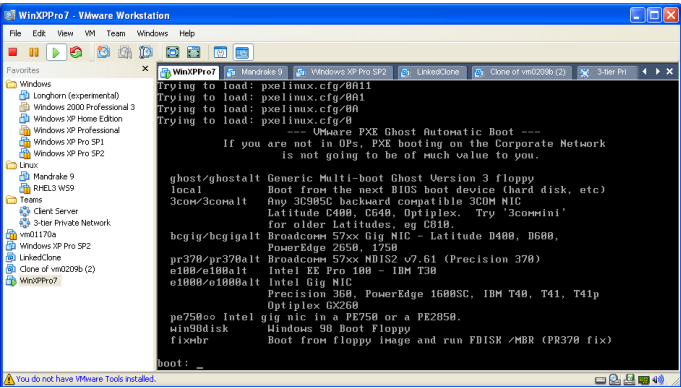 WinXPPro7 - VMware Workstation
File Edit View VM Team Windows Help
Favorites
Windows
Longhorn (experimental)
Windows 2000 Professional 3
Windows XP Home Edition
Windows XP Professional
Windows XP Pro SP1
Windows XP Pro SP2
Linux
Mandrake 9
RHEL3 WS9
Teams
Client Server
3-tier Private Network
vm01170a
Windows XP Pro SP2
LinkedClone
Clone of vm0209b (2)
WinXPPro7
WinXPPro7 Mandrake 9 Windows XP Pro SP2 LinkedClone Clone of vm0209b (2) 3-tier Pri
Trying to load: pxelinux.cfg/0A11
Trying to load: pxelinux.cfg/0A1
Trying to load: pxelinux.cfg/0A
Trying to load: pxelinux.cfg/0
--- VMware PXE Ghost Automatic Boot ---
If you are not in OPs, PXE booting on the Corporate Network
is not going to be of much value to you.
ghost/ghostalt Generic Multi-boot Ghost Version 3 floppy
local Boot from the next BIOS boot device (hard disk, etc)
3com/3comalt Any 3C905C backward compatible 3COM NIC
Latitude C400, C640, Optiplex. Try '3commini'
for older Latitudes, eg C810.
bcgig/bcgigalt Broadcomm 57xx Gig NIC - Latitude D400, D600,
PowerEdge 2650, 1750
pr370/pr370alt Broadcomm 57xx NDIS2 v7.61 (Precision 370)
e100/e100alt Intel EE Pro 100 - IBM T30
e1000/e1000alt Intel Gig NIC
Precision 360, PowerEdge 1600SC, IBM T40, T41, T41p
Optiplex GX260
pe750oo Intel gig nic in a PE750 or a PE2850.
win98disk Windows 98 Boot Floppy
fixmbr Boot from floppy image and run FDISK /MBR (PR370 fix)
boot: _
You do not have VMware Tools installed.